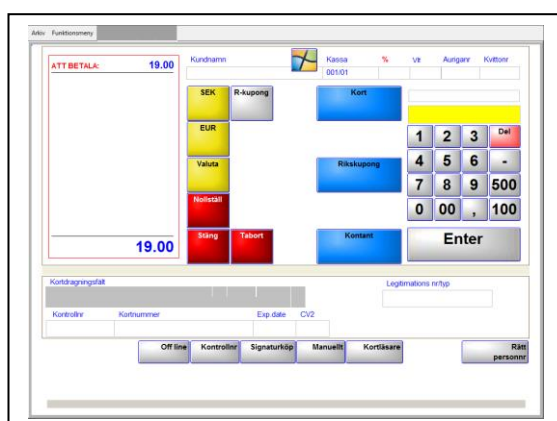 Arkiv Funktionsmeny
ATT BETALA: 19.00
Kundnamn
Kassa % Vit Auriganr Kvittonr
001/01
SEK R-kupong
Kort
EUR
1 2 3 Del
Valuta
Rikskupong
4 5 6 -
7 8 9 500
Nollställ
0 00 , 100
Stäng Tabort
Kontant
Enter
19.00
Kortdragningsfält
Legitimations nr/typ
Kontrollnr Kortnummer Exp.date CV2
Off line Kontrollnr Signaturköp Manuellt Kortläsare Rätt
personnr